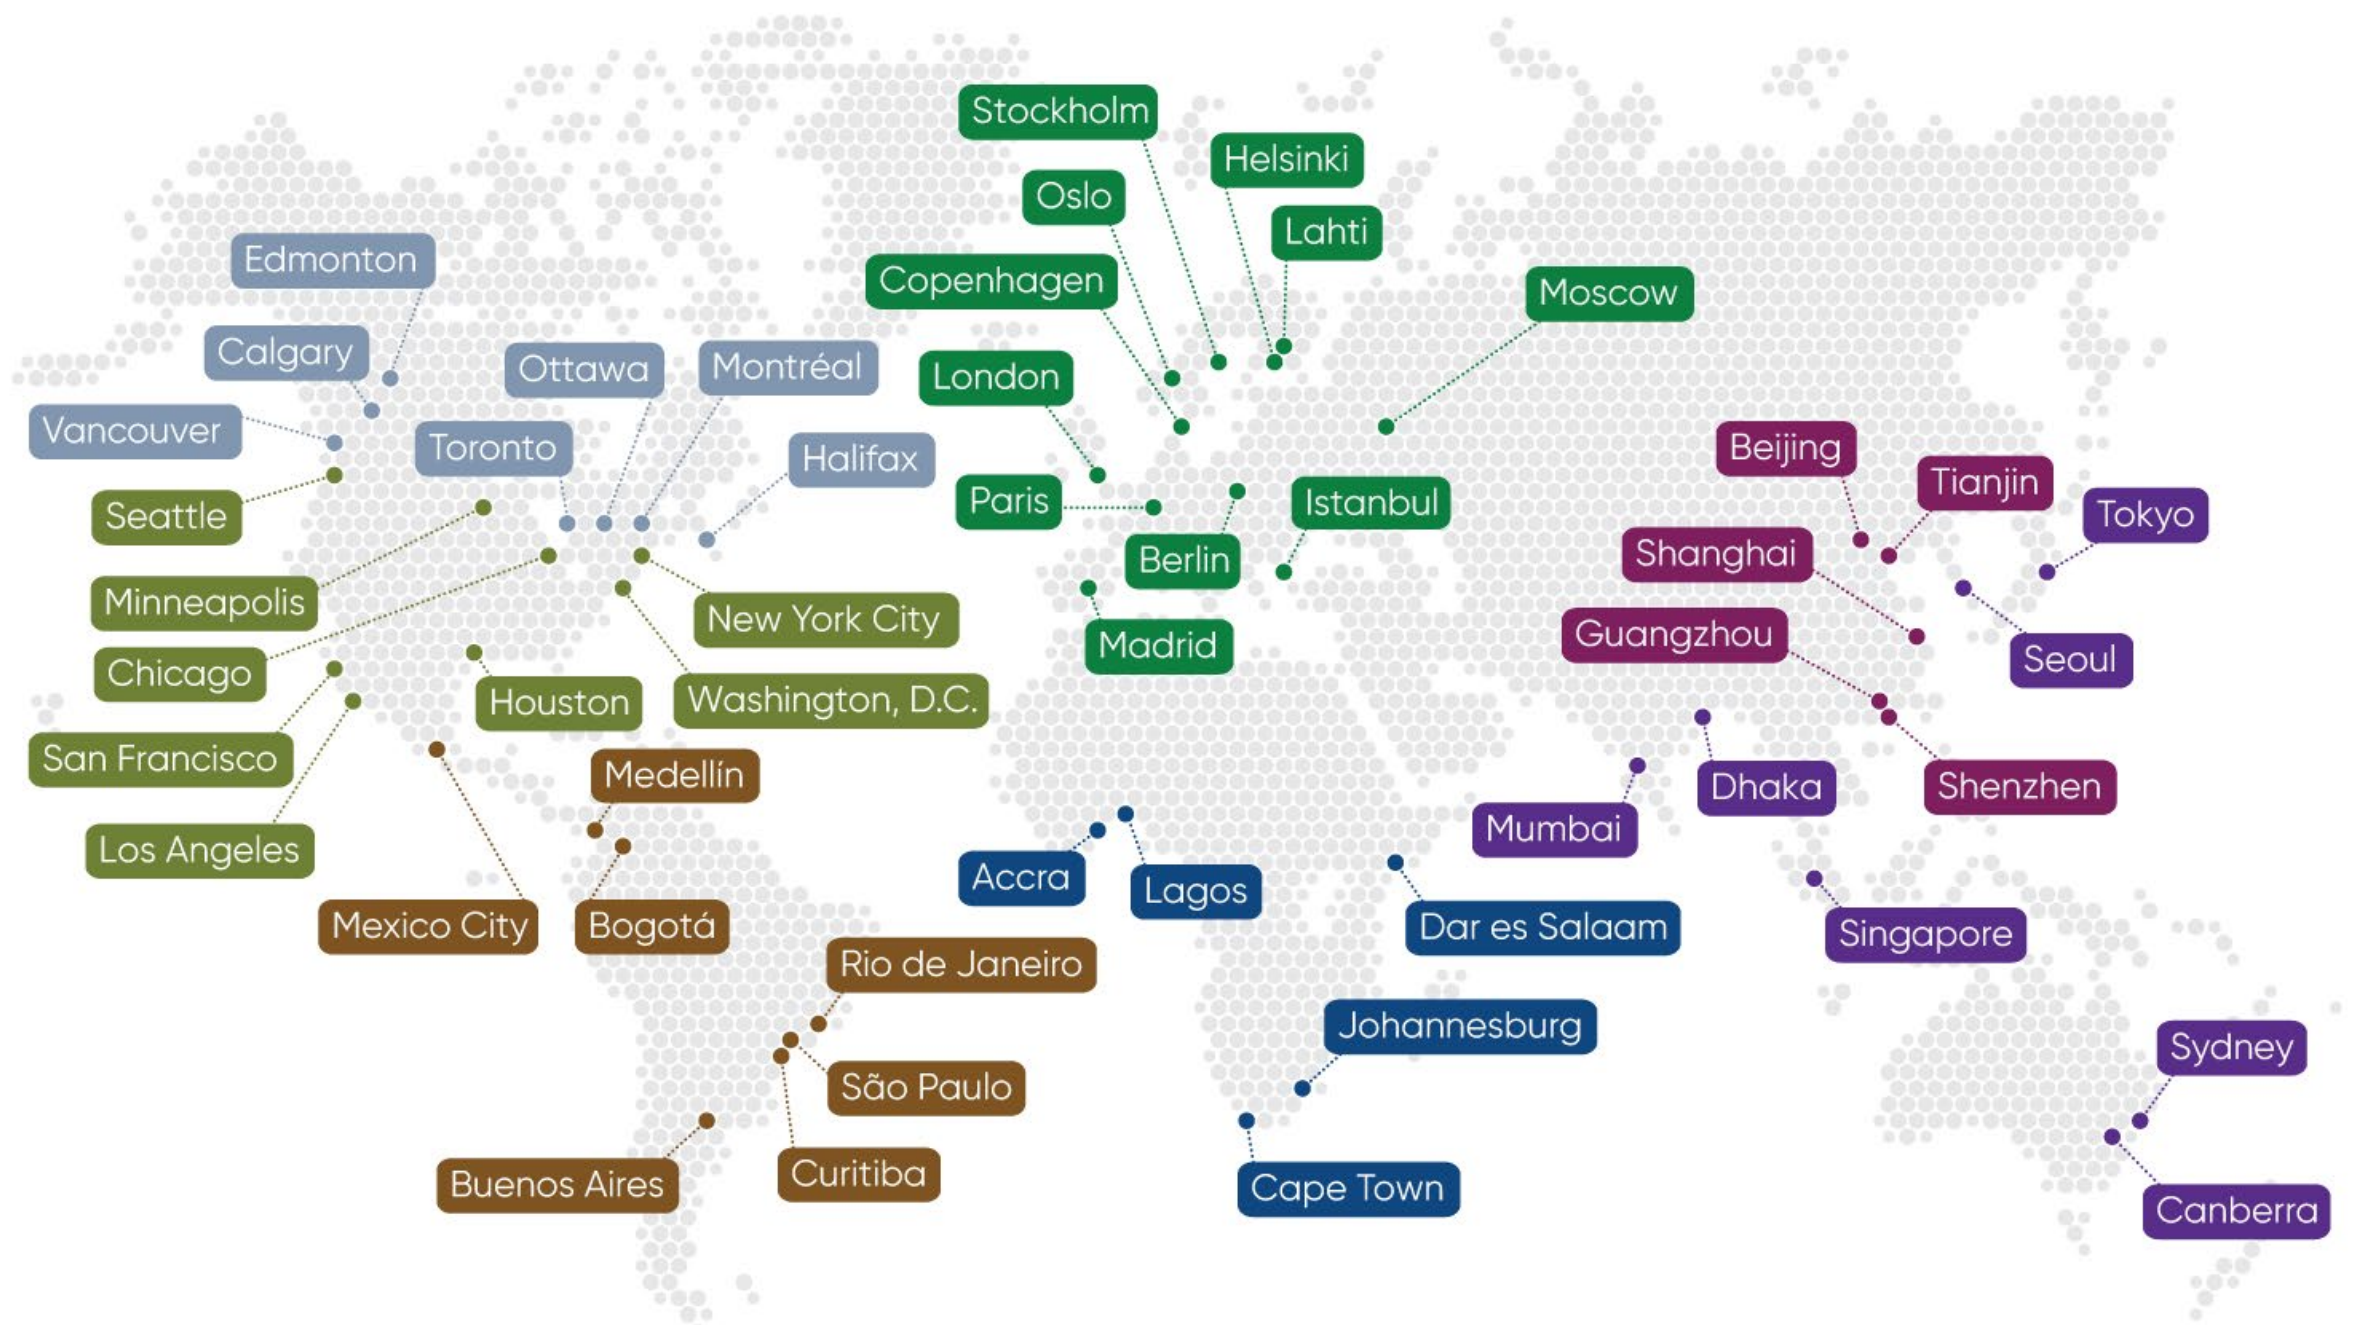 Stockholm
Helsinki
Oslo
Lahti
Edmonton
Copenhagen
Moscow
Calgary
Ottawa
Montréal
London
Vancouver
Toronto
Halifax
Beijing
Tianjin
Seattle
Paris
Istanbul
Tokyo
Berlin
Shanghai
Minneapolis
New York City
Madrid
Guangzhou
Seoul
Chicago
Houston
Washington, D.C.
San Francisco
Medellín
Dhaka
Shenzhen
Los Angeles
Mumbai
Accra
Lagos
Mexico City
Bogotá
Dar es Salaam
Singapore
Rio de Janeiro
Johannesburg
Sydney
São Paulo
Buenos Aires
Curitiba
Cape Town
Canberra